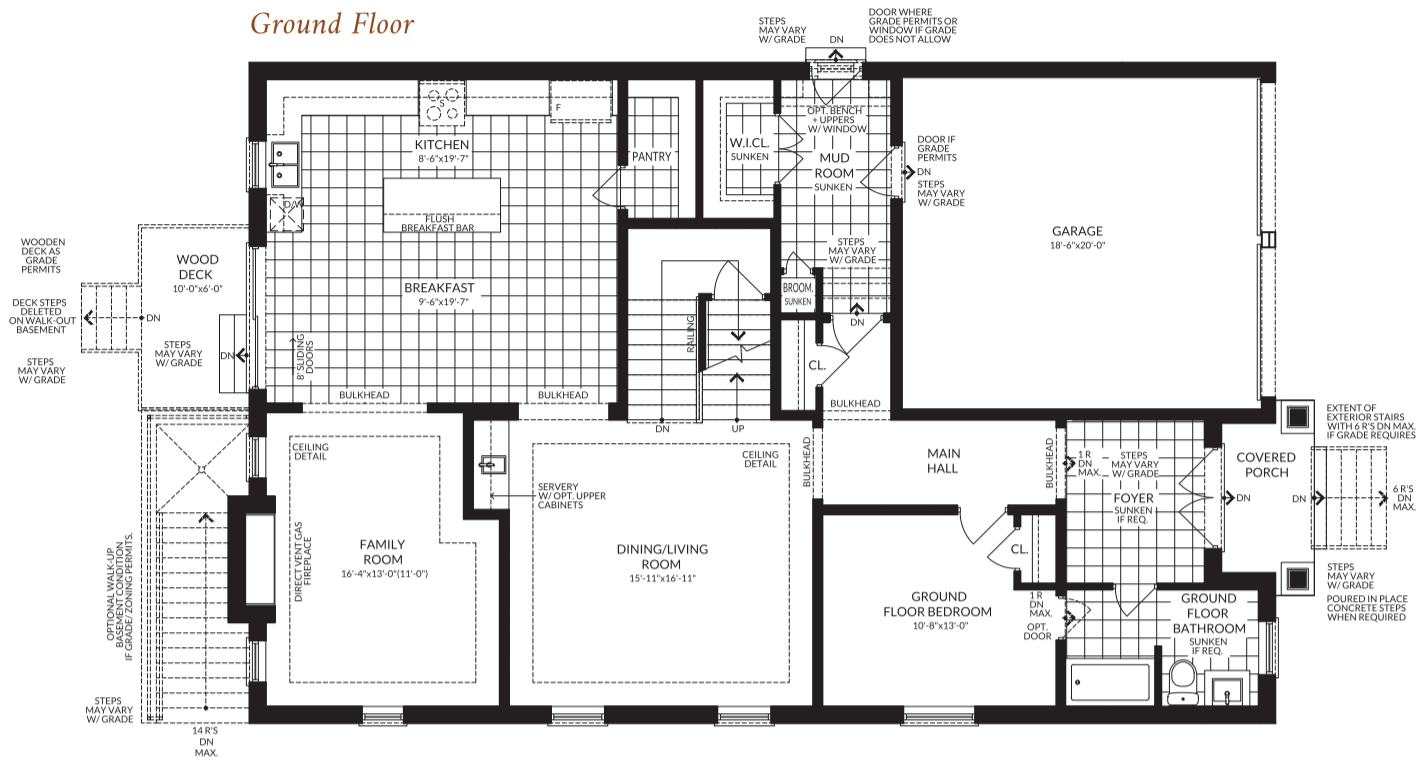 Ground Floor
STEPS
MAY VARY
W/ GRADE
DN
DOOR WHERE
GRADE PERMITS OR
WINDOW IF GRADE
DOES NOT ALLOW
S
F
KITCHEN
8'-6"x19'-7"
PANTRY
W.I.CL.
SUNKEN
OPT. BENCH
+ UPPERS
W/ WINDOW
MUD
ROOM
SUNKEN
DOOR IF
GRADE
PERMITS
DN
STEPS
MAY VARY
W/ GRADE
D/W
FLUSH
BREAKFAST BAR
GARAGE
18'-6"x20'-0"
WOODEN
DECK AS
GRADE
PERMITS
WOOD
DECK
10'-0"x6'-0"
STEPS
MAY VARY
W/ GRADE
BREAKFAST
9'-6"x19'-7"
BROOM.
SUNKEN
DECK STEPS
DELETED
ON WALK-OUT
BASEMENT
DN
DN
RAILING
STEPS
MAY VARY
W/ GRADE
DN
8' SLIDING
DOORS
STEPS
MAY VARY
W/ GRADE
CL.
BULKHEAD
BULKHEAD
BULKHEAD
DN
UP
CEILING
DETAIL
CEILING
DETAIL
BULKHEAD
MAIN
HALL
BULKHEAD
1 R
DN
MAX.
STEPS
MAY VARY
W/ GRADE
FOYER
SUNKEN
IF REQ.
DN
COVERED
PORCH
DN
EXTENT OF
EXTERIOR STAIRS
WITH 6 R'S DN MAX.
IF GRADE REQUIRES
6 R'S
DN
MAX.
SERVERY
W/ OPT. UPPER
CABINETS
OPTIONAL WALK-UP
BASEMENT CONDITION
IF GRADE/ ZONING PERMITS.
DIRECT VENT GAS
FIREPLACE
FAMILY
ROOM
16'-4"x13'-0"(11'-0")
DINING/LIVING
ROOM
15'-11"x16'-11"
CL.
GROUND
FLOOR BEDROOM
10'-8"x13'-0"
1 R
DN
MAX.
OPT.
DOOR
GROUND
FLOOR
BATHROOM
SUNKEN
IF REQ.
STEPS
MAY VARY
W/ GRADE
POURED IN PLACE
CONCRETE STEPS
WHEN REQUIRED
STEPS
MAY VARY
W/ GRADE
14 R'S
DN
MAX.